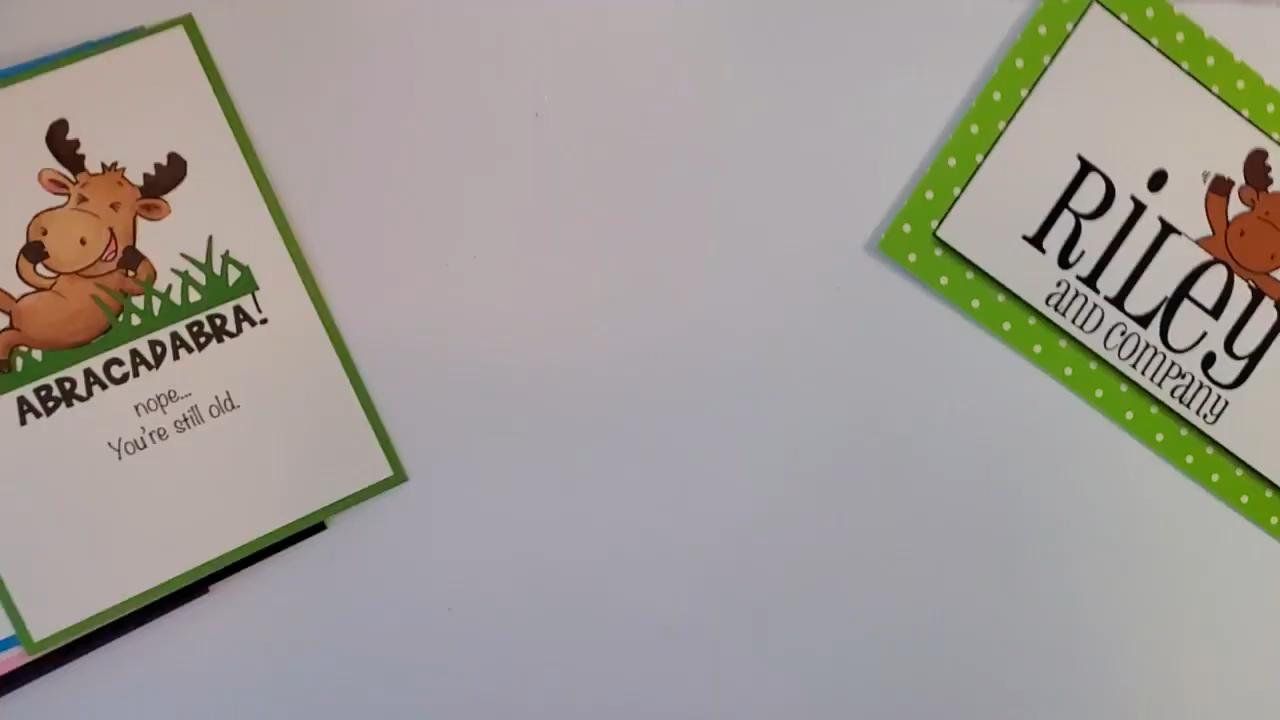 ABRACADABRA!
nope...
You're still old.
RiLey
and company